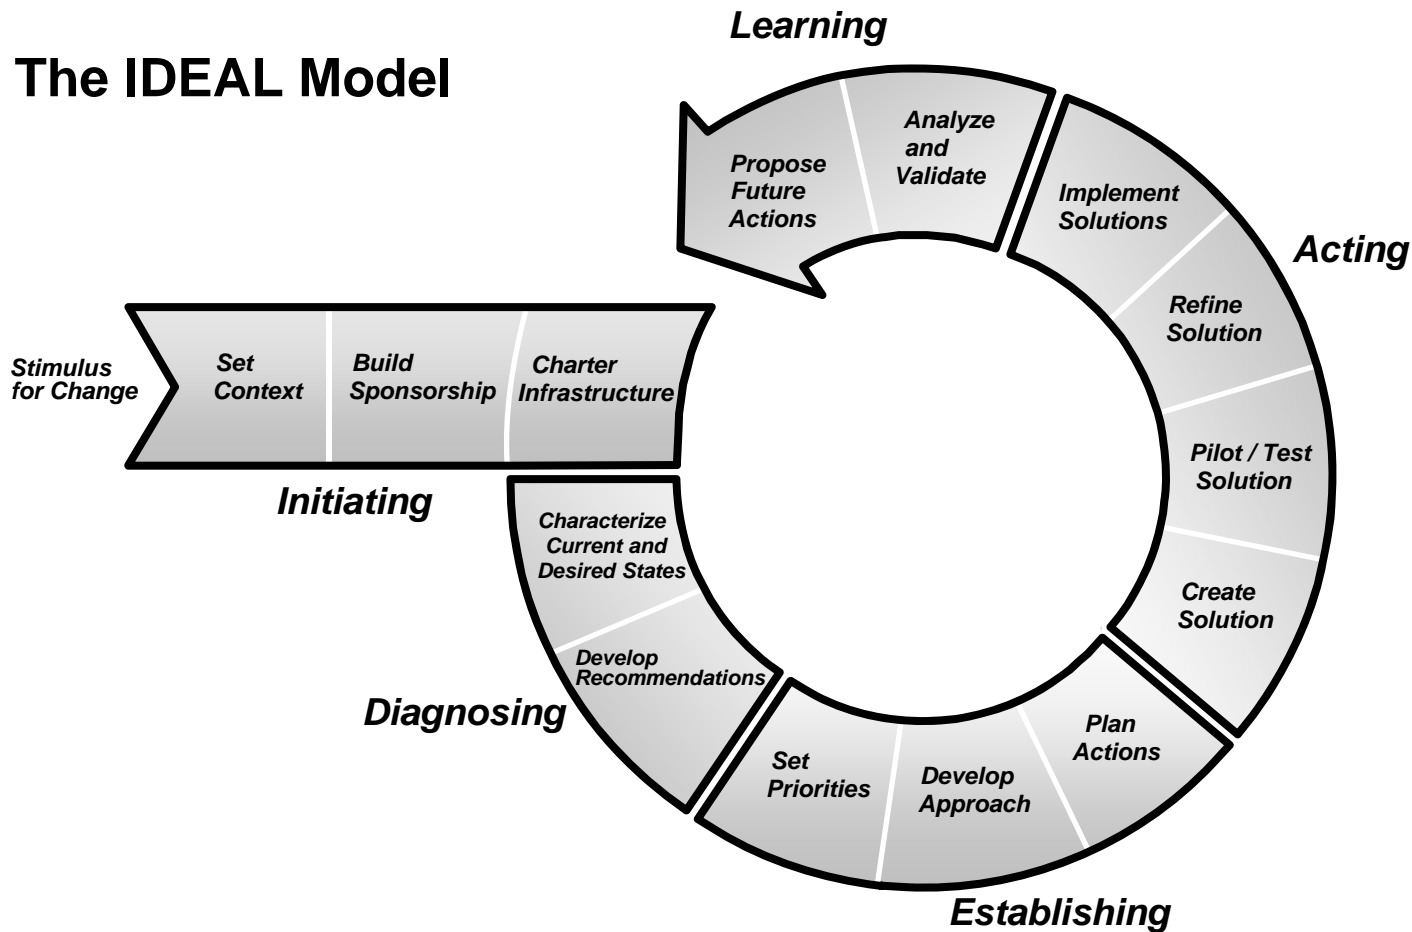 The IDEAL Model
Learning
Analyze
and
Validate
Propose
Future
Actions
Implement
Solutions
Acting
Refine
Solution
Stimulus
for Change
Set
Context
Build
Sponsorship
Charter
Infrastructure
Pilot / Test
Solution
Initiating
Characterize
Current and
Desired States
Create
Solution
Develop
Recommendations
Diagnosing
Set
Priorities
Develop
Approach
Plan
Actions
Establishing